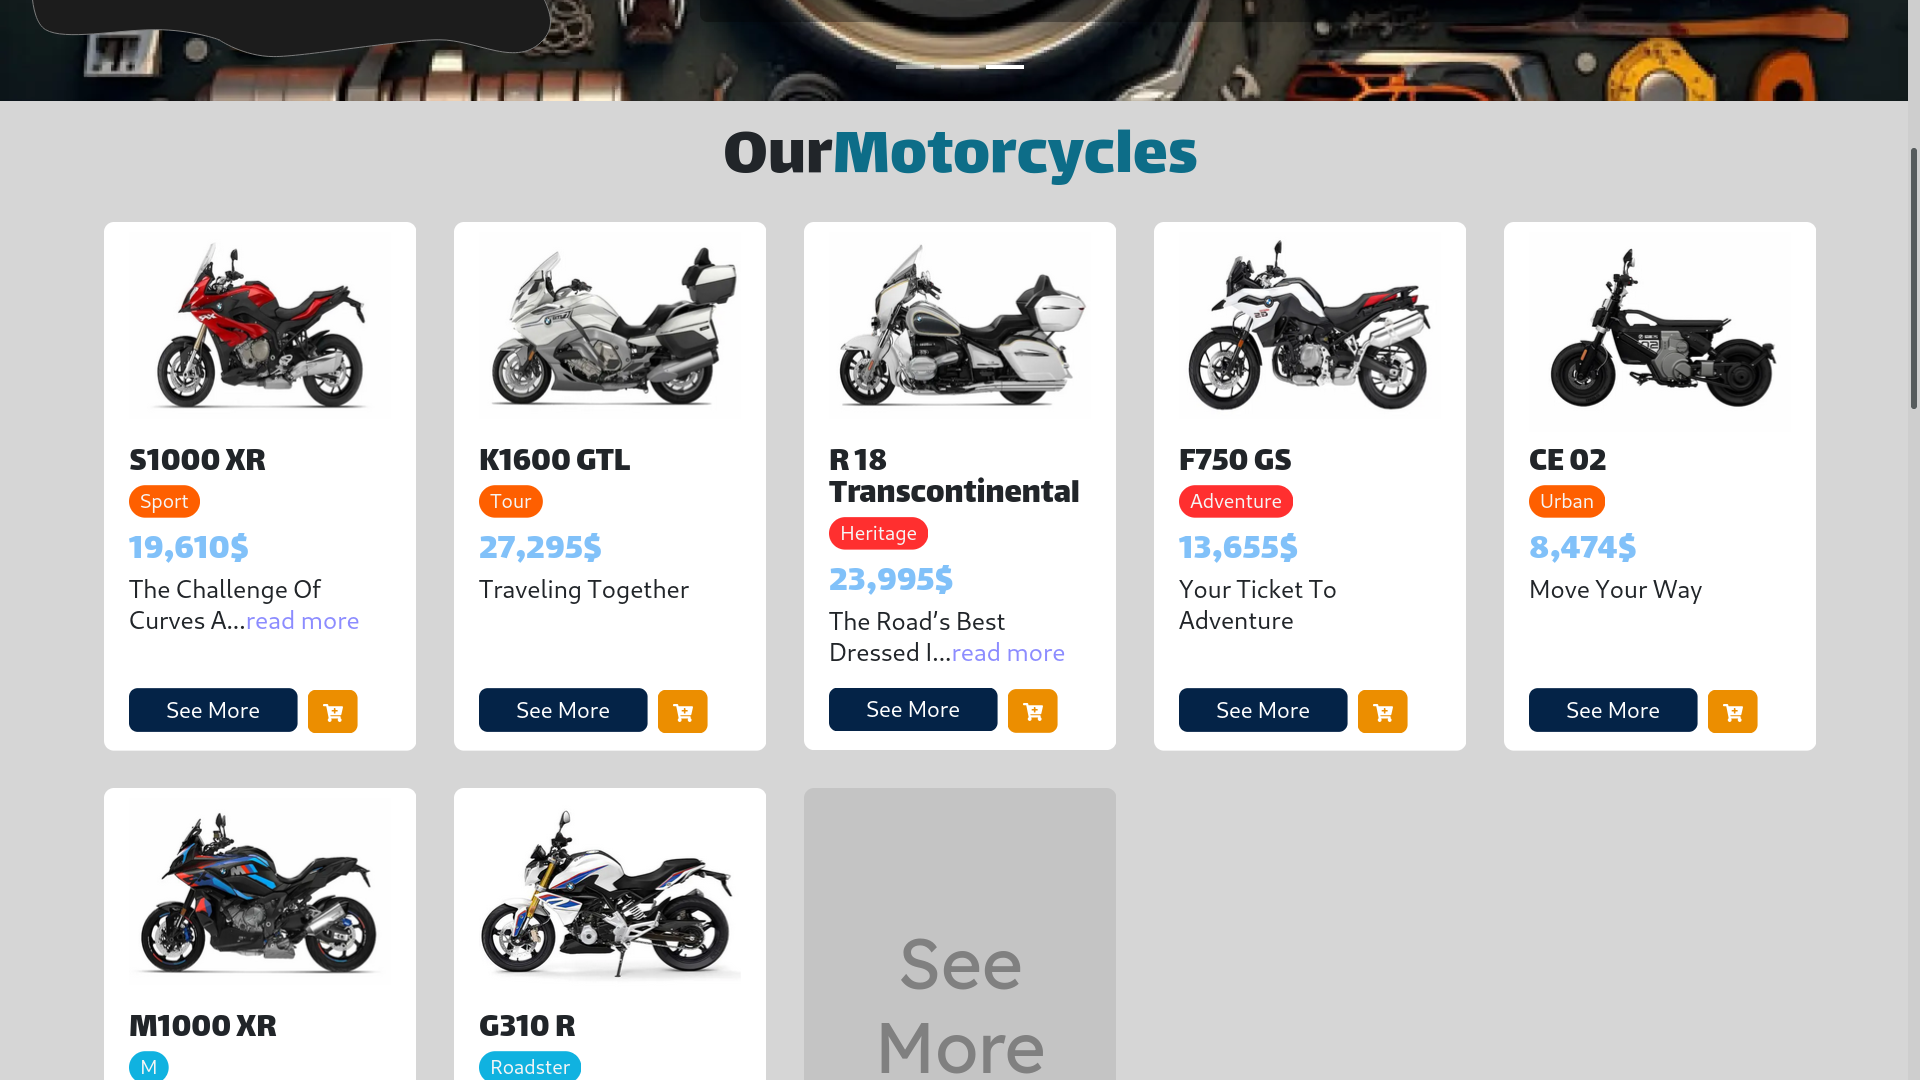 OurMotorcycles
S1000 XR
Sport
19,610$
The Challenge Of
Curves A...read more
See More
K1600 GTL
Tour
27,295$
Traveling Together
See More
R 18
Transcontinental
Heritage
23,995$
The Road’s Best
Dressed I...read more
See More
F750 GS
Adventure
13,655$
Your Ticket To
Adventure
See More
CE 02
Urban
8,474$
Move Your Way
See More
M1000 XR
M
G310 R
Roadster
See
More